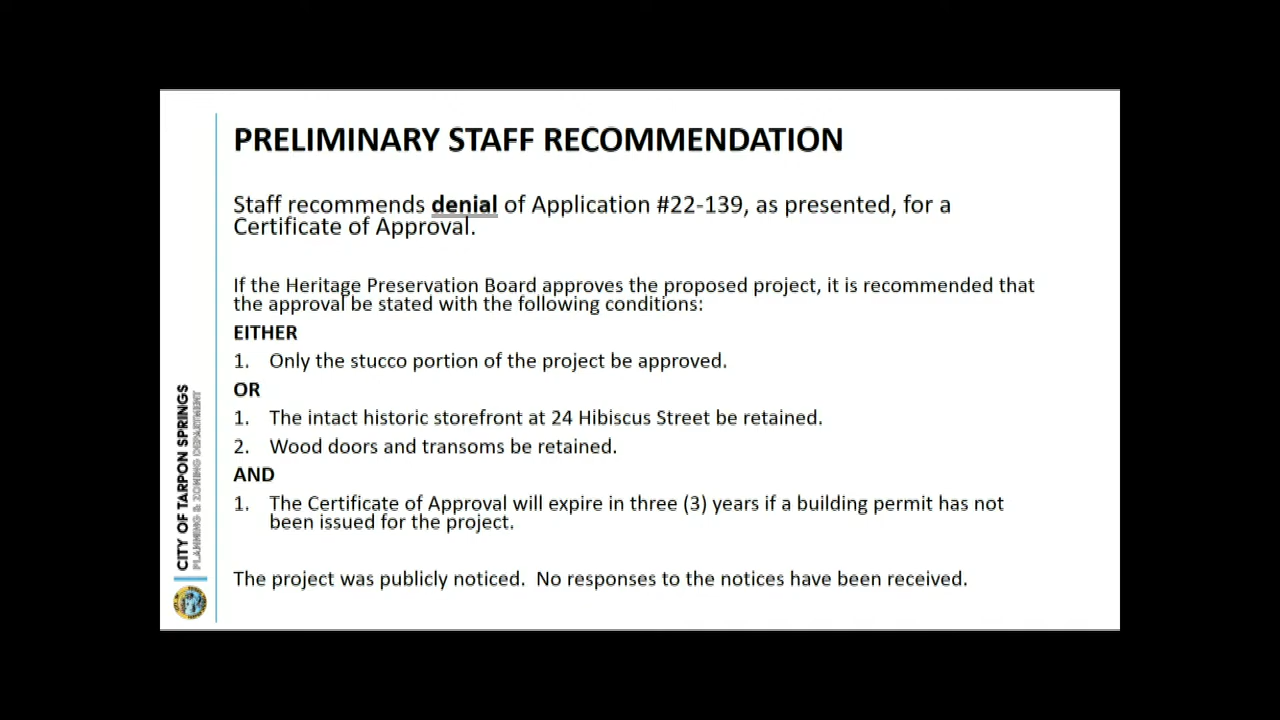 PRELIMINARY STAFF RECOMMENDATION
Staff recommends denial of Application #22-139, as presented, for a
Certificate of Approval.
If the Heritage Preservation Board approves the proposed project, it is recommended that
the approval be stated with the following conditions:
EITHER
1. Only the stucco portion of the project be approved.
OR
1. The intact historic storefront at 24 Hibiscus Street be retained.
2. Wood doors and transoms be retained.
AND
1. The Certificate of Approval will expire in three (3) years if a building permit has not
been issued for the project.
The project was publicly noticed.  No responses to the notices have been received.
CITY OF TARPON SPRINGS
PLANNING & ZONING DEPARTMENT